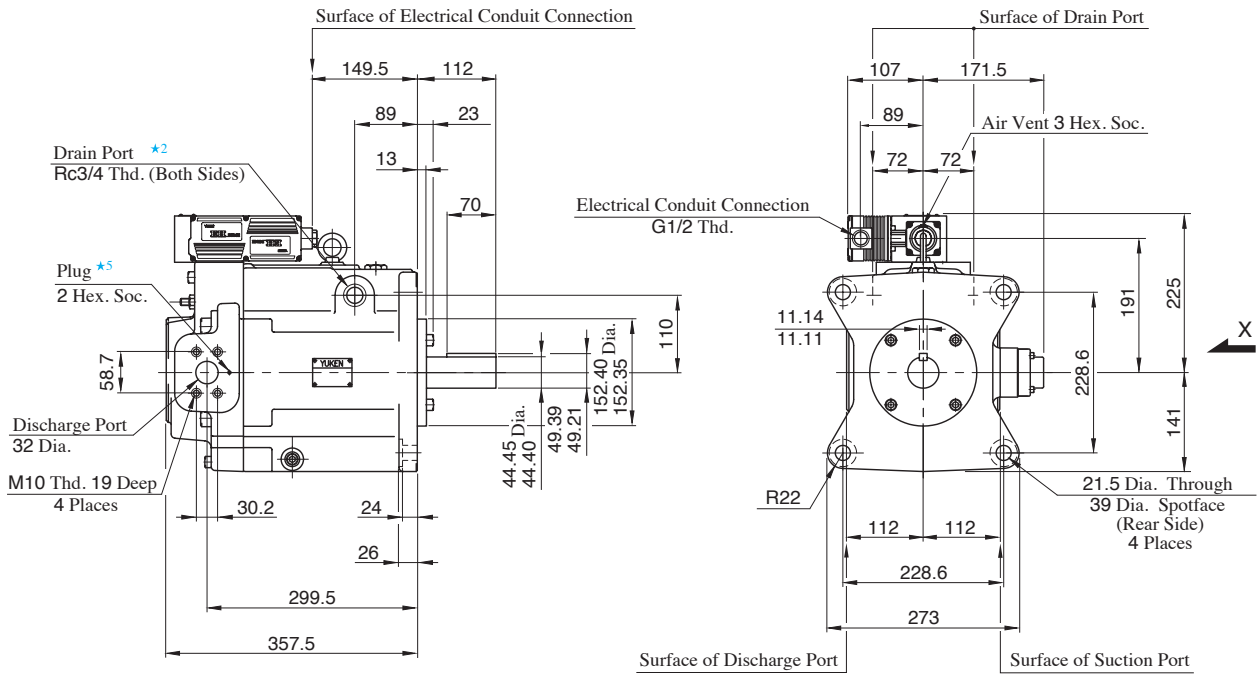 Surface of Electrical Conduit Connection
149.5
112
89
23
13
70
Drain Port ★2
Rc3/4 Thd. (Both Sides)
Plug ★5
2 Hex. Soc.
58.7
YUKEN
110
152.40 Dia.
152.35
49.39
49.21
44.45 Dia.
44.40
Discharge Port
32 Dia.
M10 Thd. 19 Deep
4 Places
30.2
24
26
299.5
357.5
Surface of Drain Port
107
171.5
89
Air Vent 3 Hex. Soc.
72
72
Electrical Conduit Connection
G1/2 Thd.
11.14
11.11
191
225
228.6
141
X
R22
21.5 Dia. Through
39 Dia. Spotface
(Rear Side)
4 Places
112
112
228.6
273
Surface of Discharge Port
Surface of Suction Port